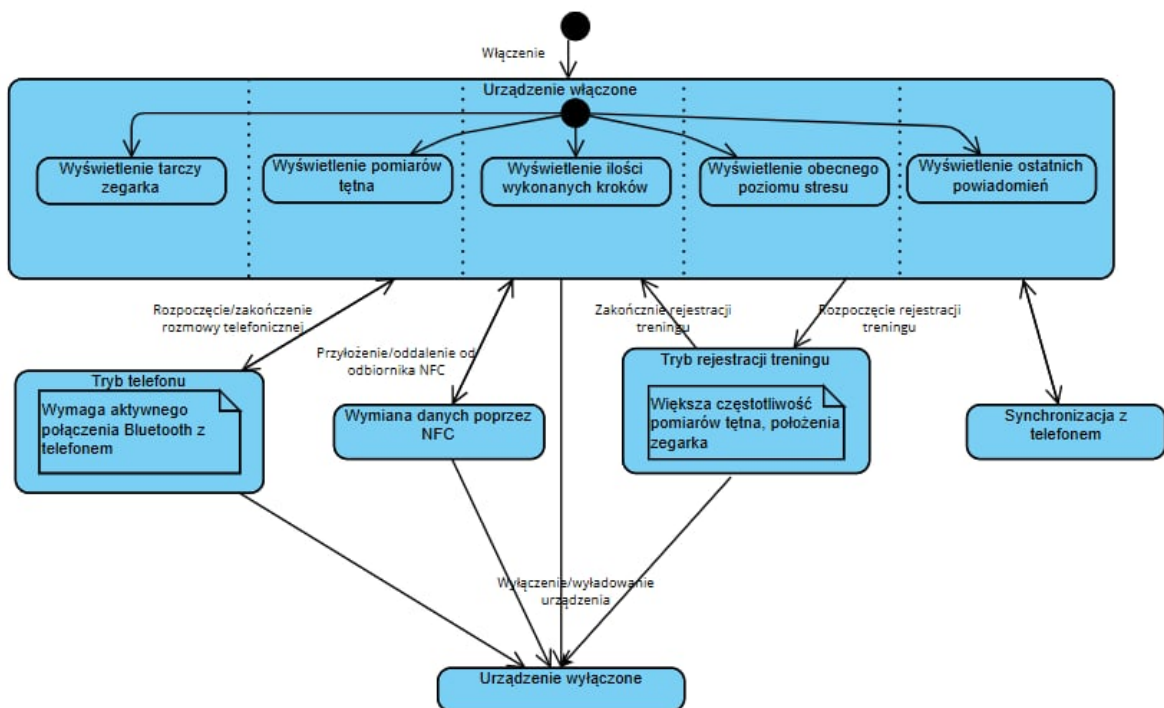 Włączenie
Urządzenie włączone
Wyświetlenie tarczy
zegarka
Wyświetlenie pomiarów
tętna
Wyświetlenie ilości
wykonanych kroków
Wyświetlenie obecnego
poziomu stresu
Wyświetlenie ostatnich
powiadomień
Rozpoczęcie/zakończenie
rozmowy telefonicznej
Przyłożenie/oddalenie od
odbiornika NFC
Zakończnie rejestracji
treningu
Rozpoczęcie rejestracji
treningu
Tryb telefonu
Wymaga aktywnego
połączenia Bluetooth z
telefonem
Wymiana danych poprzez
NFC
Tryb rejestracji treningu
Większa częstotliwość
pomiarów tętna, położenia
zegarka
Synchronizacja z
telefonem
Wyłączenie/wyładowanie
urządzenia
Urządzenie wyłączone